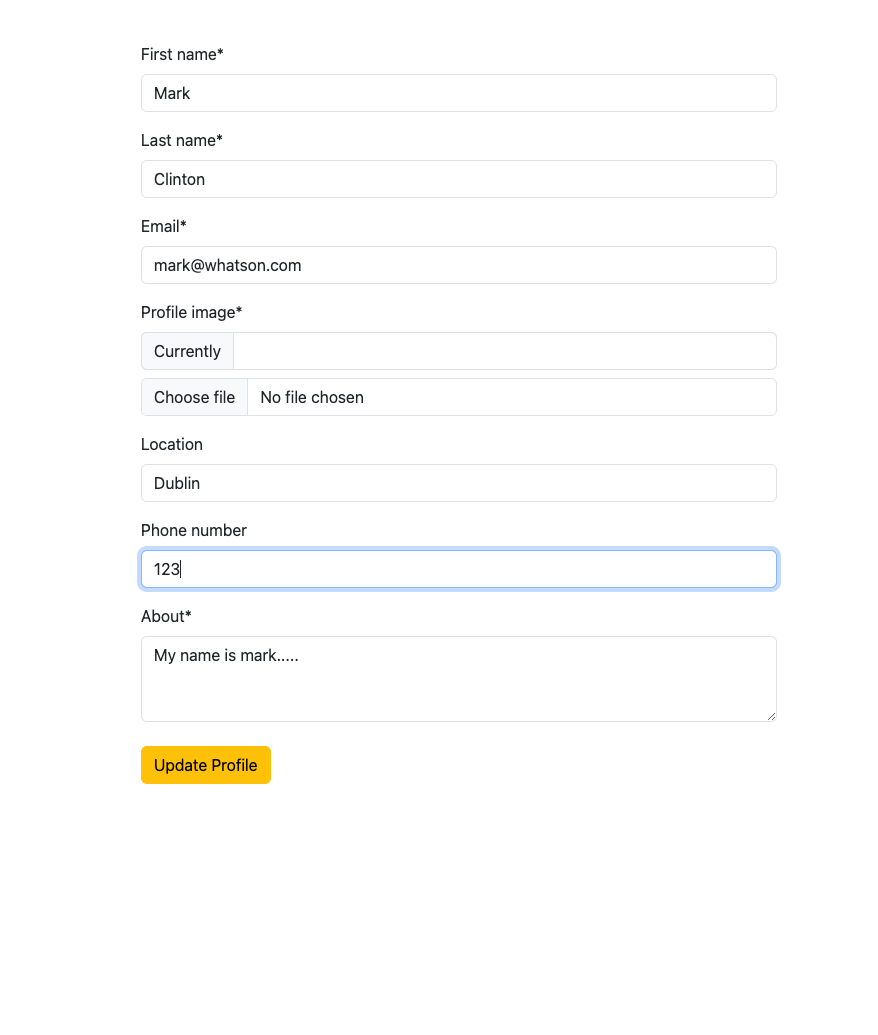 First name*
Mark
Last name*
Clinton
Email*
mark@whatson.com
Profile image*
Currently
Choose file No file chosen
Location
Dublin
Phone number
123
About*
My name is mark.....
Update Profile